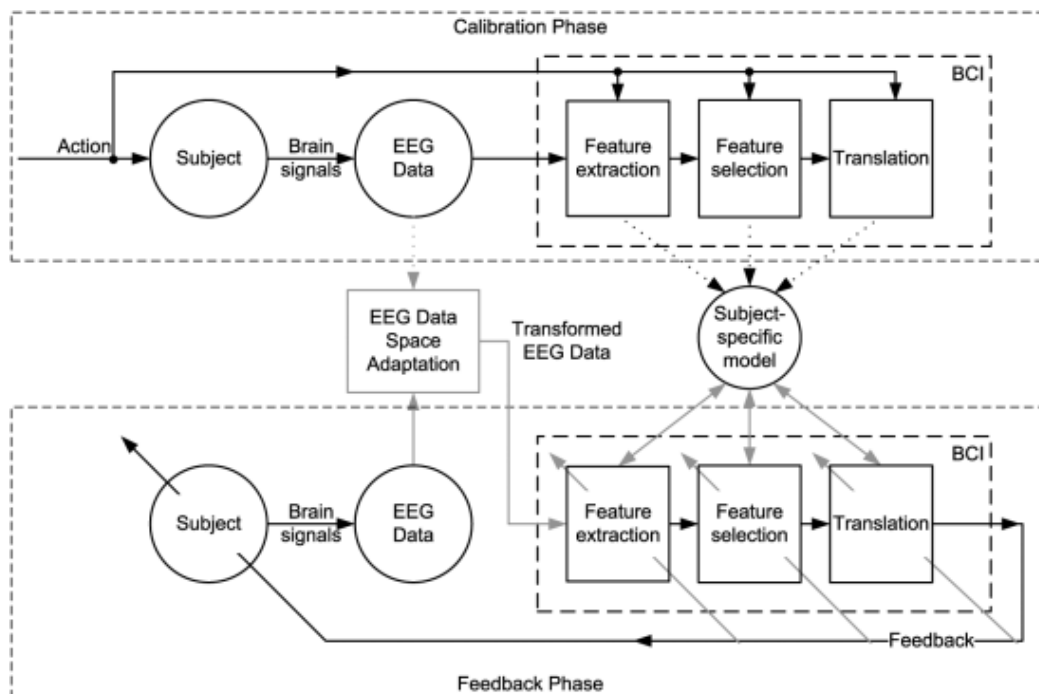 Calibration Phase
BCI
Action
Subject
Brain
signals
EEG
Data
Feature
extraction
Feature
selection
Translation
EEG Data
Space
Adaptation
Transformed
EEG Data
Subject-
specific
model
BCI
Subject
Brain
signals
EEG
Data
Feature
extraction
Feature
selection
Translation
Feedback
Feedback Phase